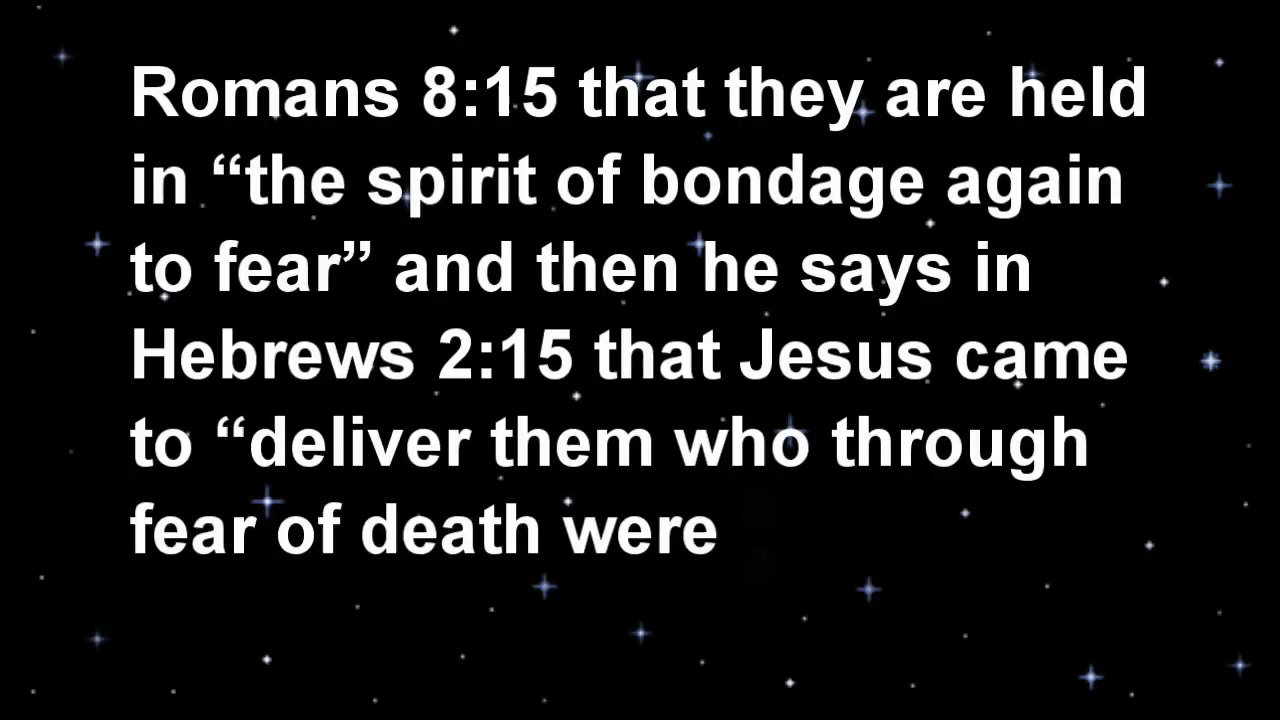 Romans 8:15 that they are held
in “the spirit of bondage again
to fear” and then he says in
Hebrews 2:15 that Jesus came
to “deliver them who through
fear of death were